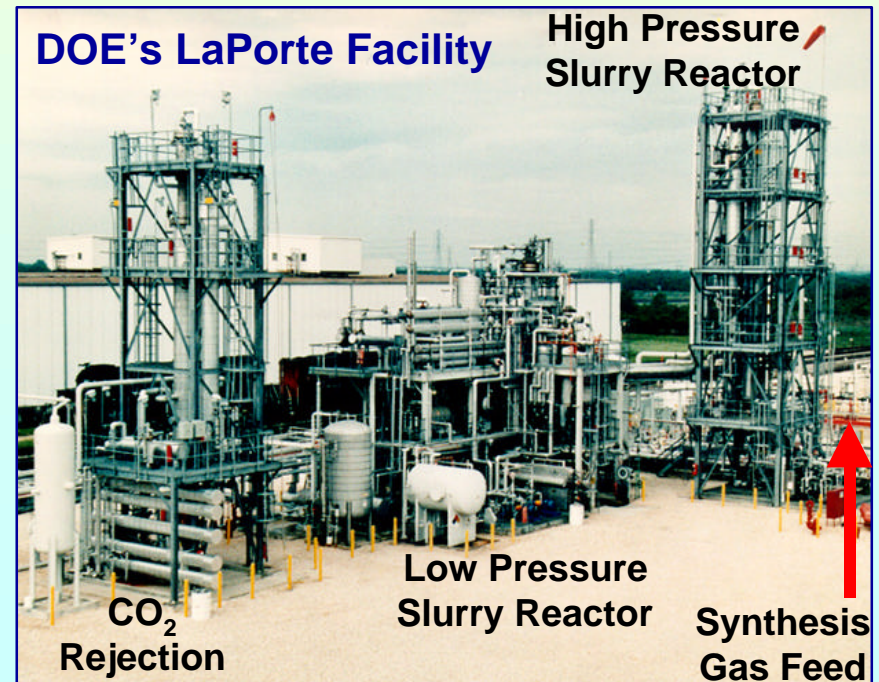 DOE's LaPorte Facility
High Pressure
Slurry Reactor
Low Pressure
Slurry Reactor
CO₂
Rejection
Synthesis
Gas Feed